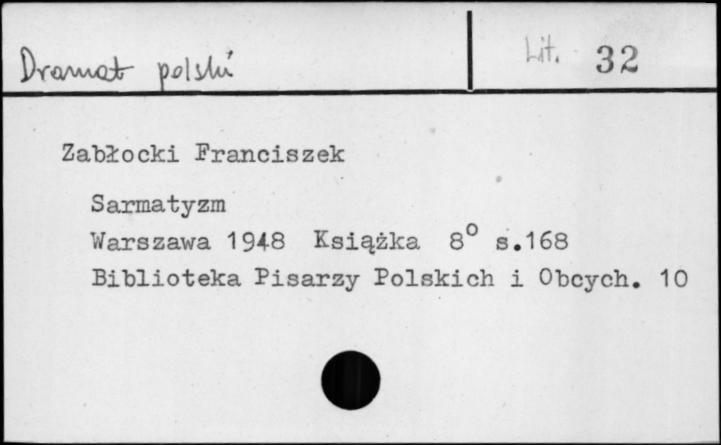 Dramat polski
Lit. 32
Zabłocki Franciszek
Sarmatyzm
Warszawa 1948 Książka 8° s.168
Biblioteka Pisarzy Polskich i Obcych. 10